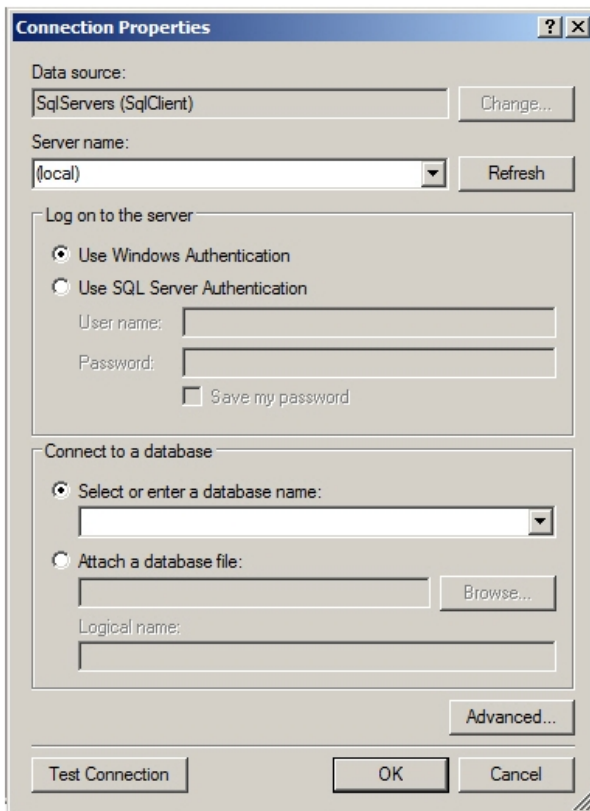 Connection Properties
Data source:
SqlServers (SqlClient)
Change...
Server name:
(local)
Refresh
Log on to the server
Use Windows Authentication
Use SQL Server Authentication
User name:
Password:
Save my password
Connect to a database
Select or enter a database name:
Attach a database file:
Browse...
Logical name:
Advanced...
Test Connection
OK
Cancel